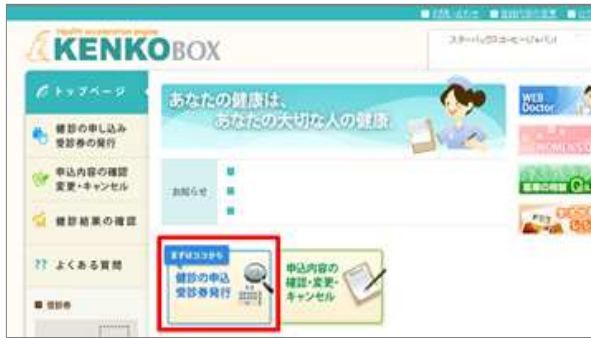 Health acceleration program
KENKOBOX
スターバックスコーヒージャパン
トップページ
あなたの健康は、
あなたの大切な人の健康
健診の申し込み
受診券の発行
申込内容の確認
変更・キャンセル
健診結果の確認
よくある質問
受診券
お知らせ
まずはココから
健診の申込
受診券発行
申込内容の
確認・変更・
キャンセル
WEB
Doctor
WOMEN'S